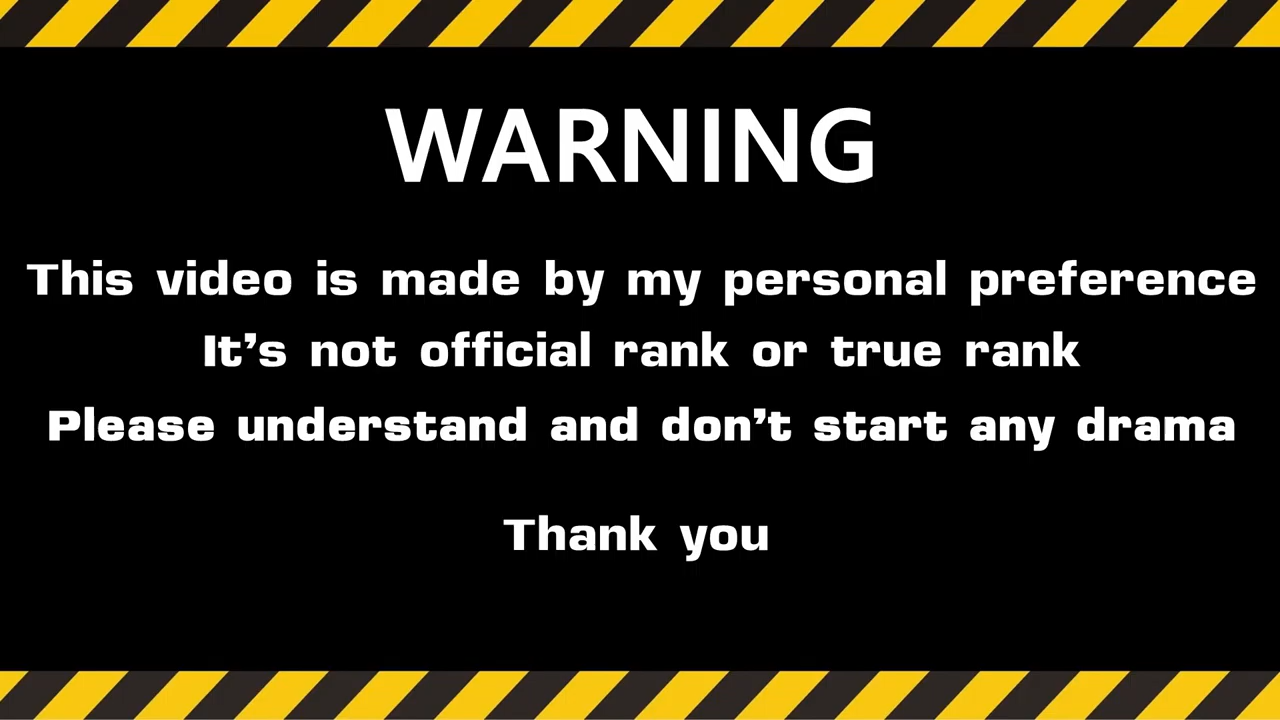 WARNING
This video is made by my personal preference
It’s not official rank or true rank
Please understand and don’t start any drama
Thank you